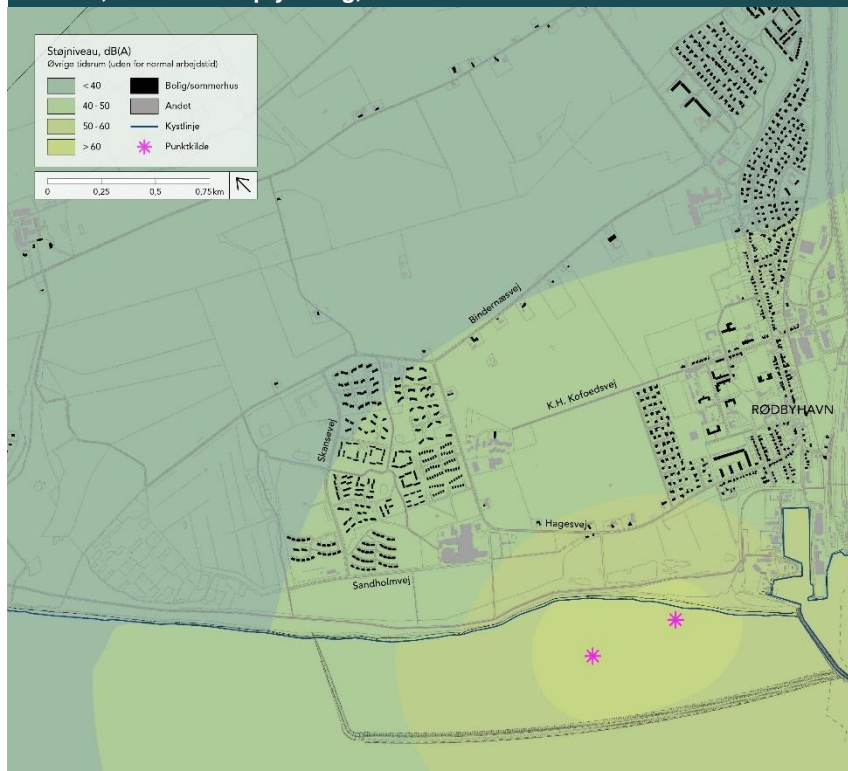 Støjniveau, dB(A)
Øvrige tidsrum (uden for normal arbejdstid)
<40
Bolig/sommerhus
40 - 50
Andet
50 - 60
Kystlinje
>60
Punktkilde
0 0,25 0,5 0,75km
Bindernæsvej
K.H. Kofoedsvej
RØDBYHAVN
Skansevej
Hagesvej
Sandholmvej